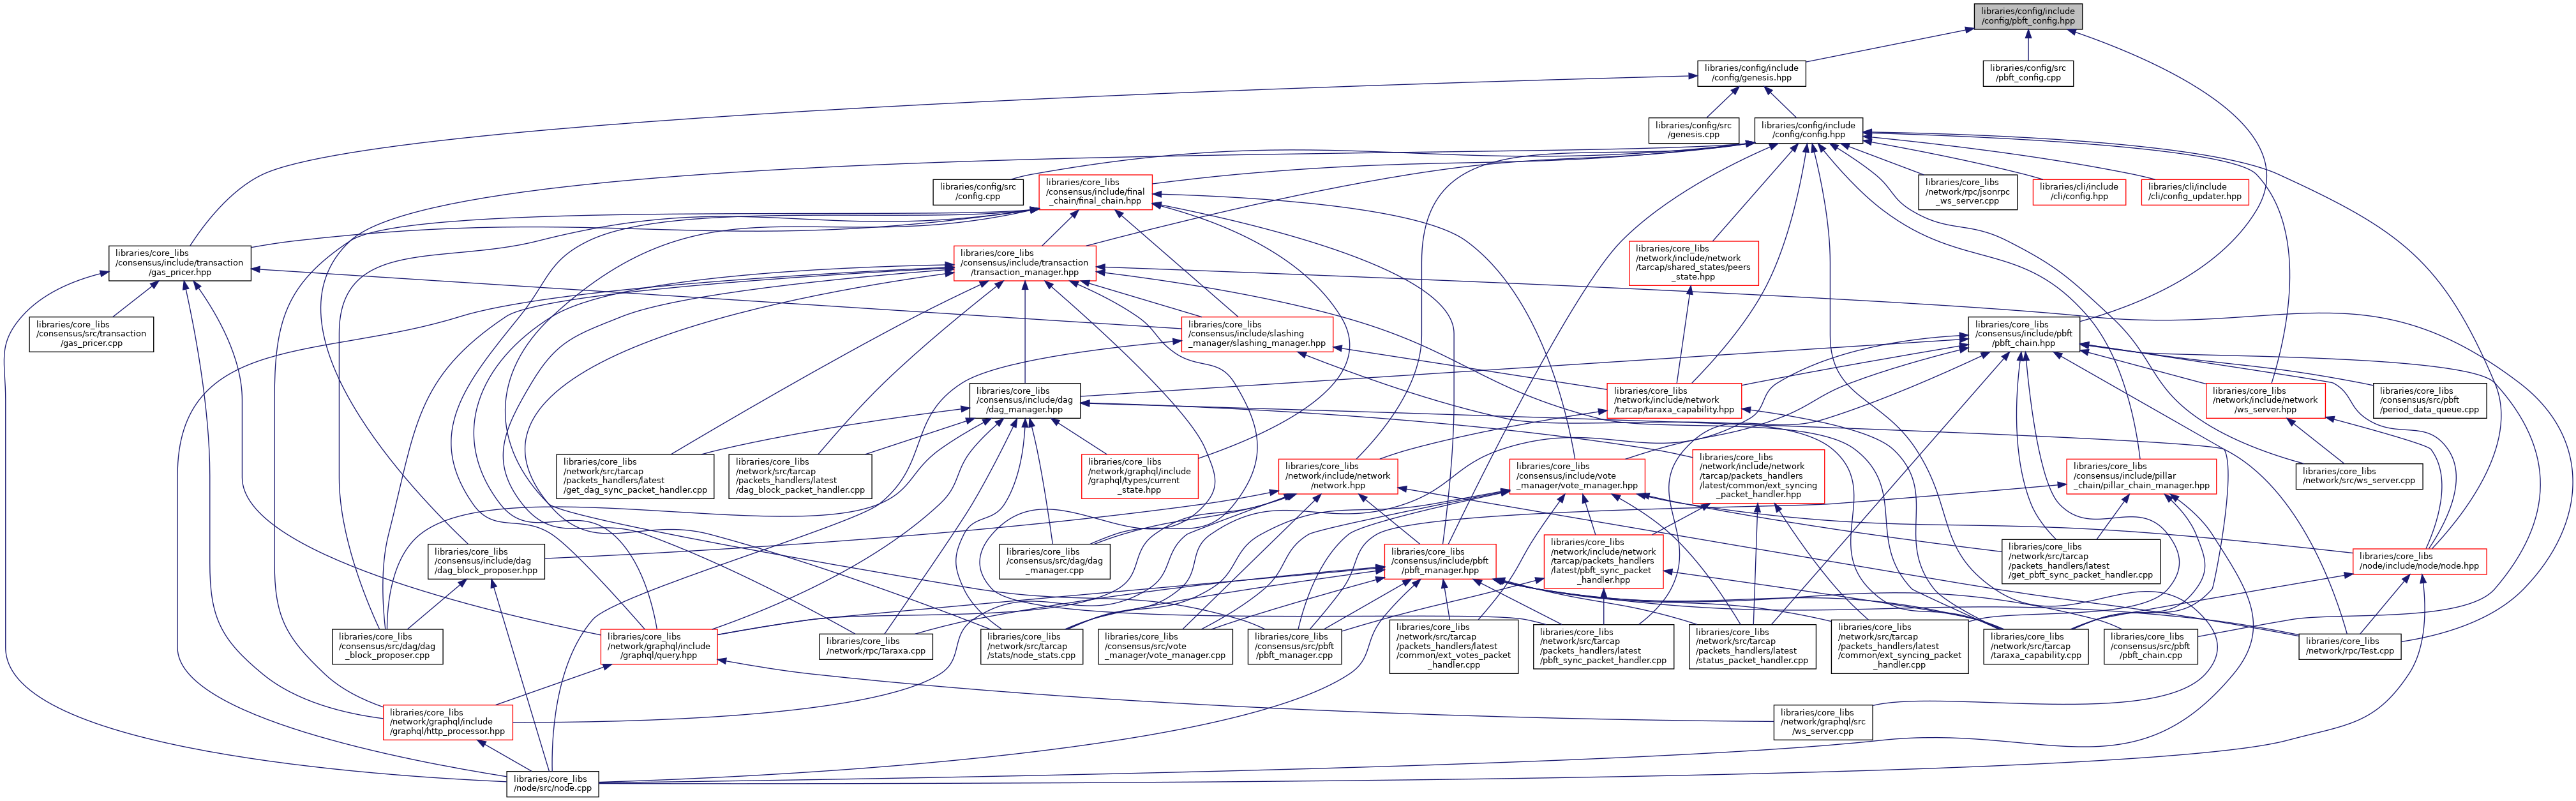 libraries/config/include
/config/pbft_config.hpp
libraries/config/include
/config/genesis.hpp
libraries/config/src
/pbft_config.cpp
libraries/config/src
/genesis.cpp
libraries/config/include
/config/config.hpp
libraries/config/src
/config.cpp
libraries/core_libs
/consensus/include/final
_chain/final_chain.hpp
libraries/core_libs
/network/rpc/jsonrpc
_ws_server.cpp
libraries/cli/include
/cli/config.hpp
libraries/cli/include
/cli/config_updater.hpp
libraries/core_libs
/consensus/include/transaction
/gas_pricer.hpp
libraries/core_libs
/consensus/include/transaction
/transaction_manager.hpp
libraries/core_libs
/network/include/network
/tarcap/shared_states/peers
_state.hpp
libraries/core_libs
/consensus/src/transaction
/gas_pricer.cpp
libraries/core_libs
/consensus/include/slashing
_manager/slashing_manager.hpp
libraries/core_libs
/consensus/include/pbft
/pbft_chain.hpp
libraries/core_libs
/consensus/include/dag
/dag_manager.hpp
libraries/core_libs
/network/include/network
/tarcap/taraxa_capability.hpp
libraries/core_libs
/network/include/network
/ws_server.hpp
libraries/core_libs
/consensus/src/pbft
/period_data_queue.cpp
libraries/core_libs
/network/src/tarcap
/packets_handlers/latest
/get_dag_sync_packet_handler.cpp
libraries/core_libs
/network/src/tarcap
/packets_handlers/latest
/dag_block_packet_handler.cpp
libraries/core_libs
/network/graphql/include
/graphql/types/current
_state.hpp
libraries/core_libs
/network/include/network
/network.hpp
libraries/core_libs
/consensus/include/vote
_manager/vote_manager.hpp
libraries/core_libs
/network/include/network
/tarcap/packets_handlers
/latest/common/ext_syncing
_packet_handler.hpp
libraries/core_libs
/consensus/include/pillar
_chain/pillar_chain_manager.hpp
libraries/core_libs
/network/src/ws_server.cpp
libraries/core_libs
/consensus/include/dag
/dag_block_proposer.hpp
libraries/core_libs
/consensus/src/dag/dag
_manager.cpp
libraries/core_libs
/consensus/include/pbft
/pbft_manager.hpp
libraries/core_libs
/network/include/network
/tarcap/packets_handlers
/latest/pbft_sync_packet
_handler.hpp
libraries/core_libs
/network/src/tarcap
/packets_handlers/latest
/get_pbft_sync_packet_handler.cpp
libraries/core_libs
/node/include/node/node.hpp
libraries/core_libs
/consensus/src/dag/dag
_block_proposer.cpp
libraries/core_libs
/network/graphql/include
/graphql/query.hpp
libraries/core_libs
/network/rpc/Taraxa.cpp
libraries/core_libs
/network/src/tarcap
/stats/node_stats.cpp
libraries/core_libs
/consensus/src/vote
_manager/vote_manager.cpp
libraries/core_libs
/consensus/src/pbft
/pbft_manager.cpp
libraries/core_libs
/network/src/tarcap
/packets_handlers/latest
/common/ext_votes_packet
_handler.cpp
libraries/core_libs
/network/src/tarcap
/packets_handlers/latest
/pbft_sync_packet_handler.cpp
libraries/core_libs
/network/src/tarcap
/packets_handlers/latest
/status_packet_handler.cpp
libraries/core_libs
/network/src/tarcap
/packets_handlers/latest
/common/ext_syncing_packet
_handler.cpp
libraries/core_libs
/network/src/tarcap
/taraxa_capability.cpp
libraries/core_libs
/consensus/src/pbft
/pbft_chain.cpp
libraries/core_libs
/network/rpc/Test.cpp
libraries/core_libs
/network/graphql/include
/graphql/http_processor.hpp
libraries/core_libs
/network/graphql/src
/ws_server.cpp
libraries/core_libs
/node/src/node.cpp